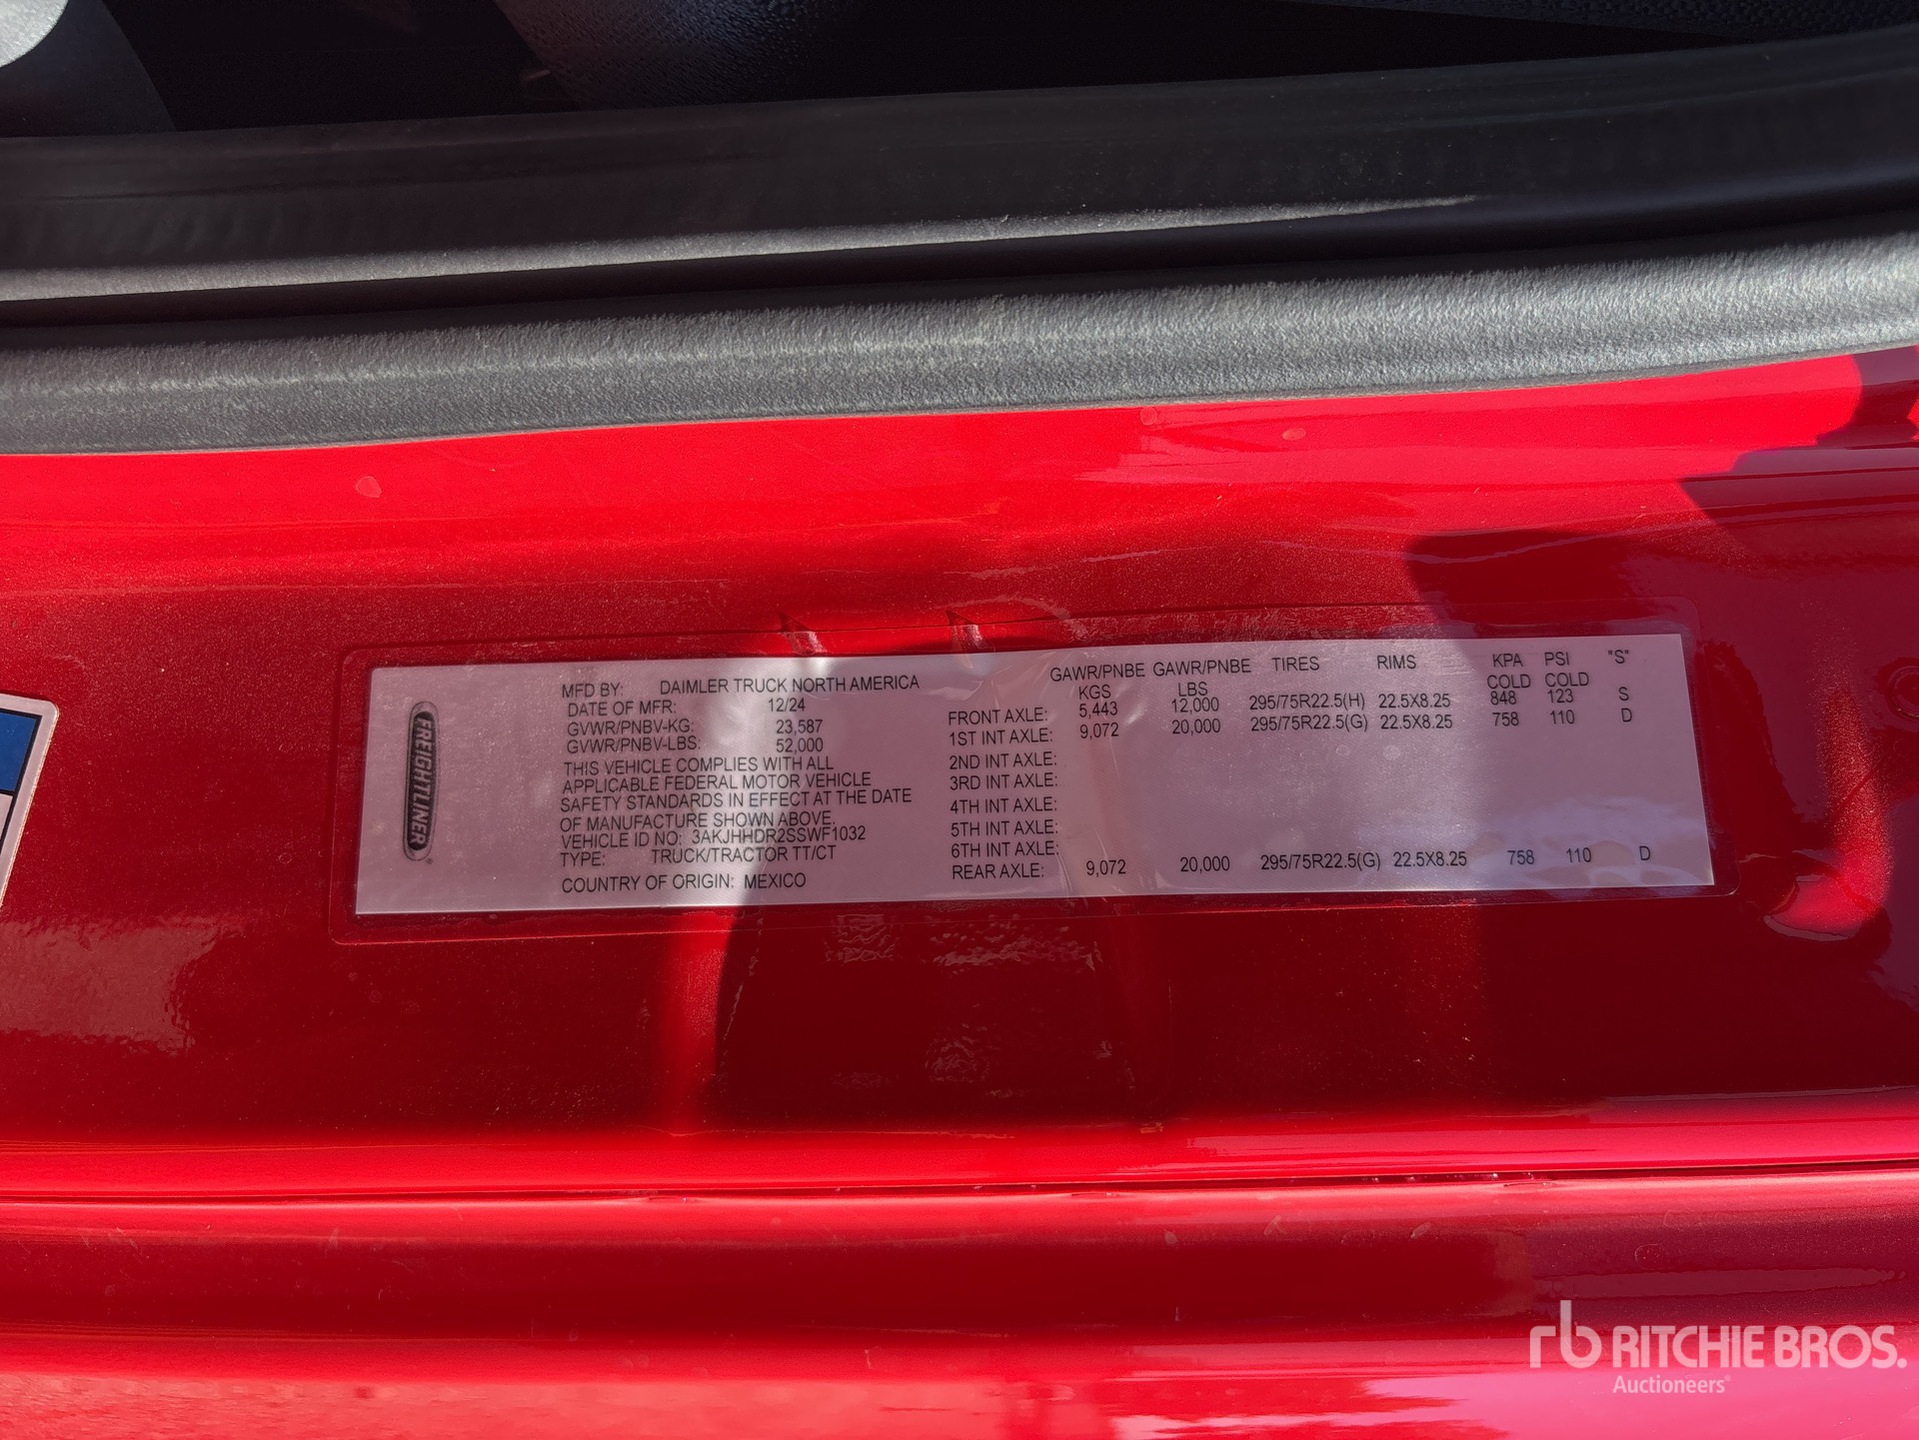 FREIGHTLINER
MFD BY: DAIMLER TRUCK NORTH AMERICA
DATE OF MFR: 12/24
GVWR/PNBV-KG: 23,587
GVWR/PNBV-LBS: 52,000
THIS VEHICLE COMPLIES WITH ALL
APPLICABLE FEDERAL MOTOR VEHICLE
SAFETY STANDARDS IN EFFECT AT THE DATE
OF MANUFACTURE SHOWN ABOVE.
VEHICLE ID NO: 3AKJHHDR2SSWF1032
TYPE: TRUCK/TRACTOR TT/CT
COUNTRY OF ORIGIN: MEXICO
GAWR/PNBE GAWR/PNBE TIRES RIMS KPA PSI "S"
KGS LBS COLD COLD
FRONT AXLE: 5,443 12,000 295/75R22.5(H) 22.5X8.25 848 123 S
1ST INT AXLE: 9,072 20,000 295/75R22.5(G) 22.5X8.25 758 110 D
2ND INT AXLE:
3RD INT AXLE:
4TH INT AXLE:
5TH INT AXLE:
6TH INT AXLE:
REAR AXLE: 9,072 20,000 295/75R22.5(G) 22.5X8.25 758 110 D
rb RITCHIE BROS.
Auctioneers